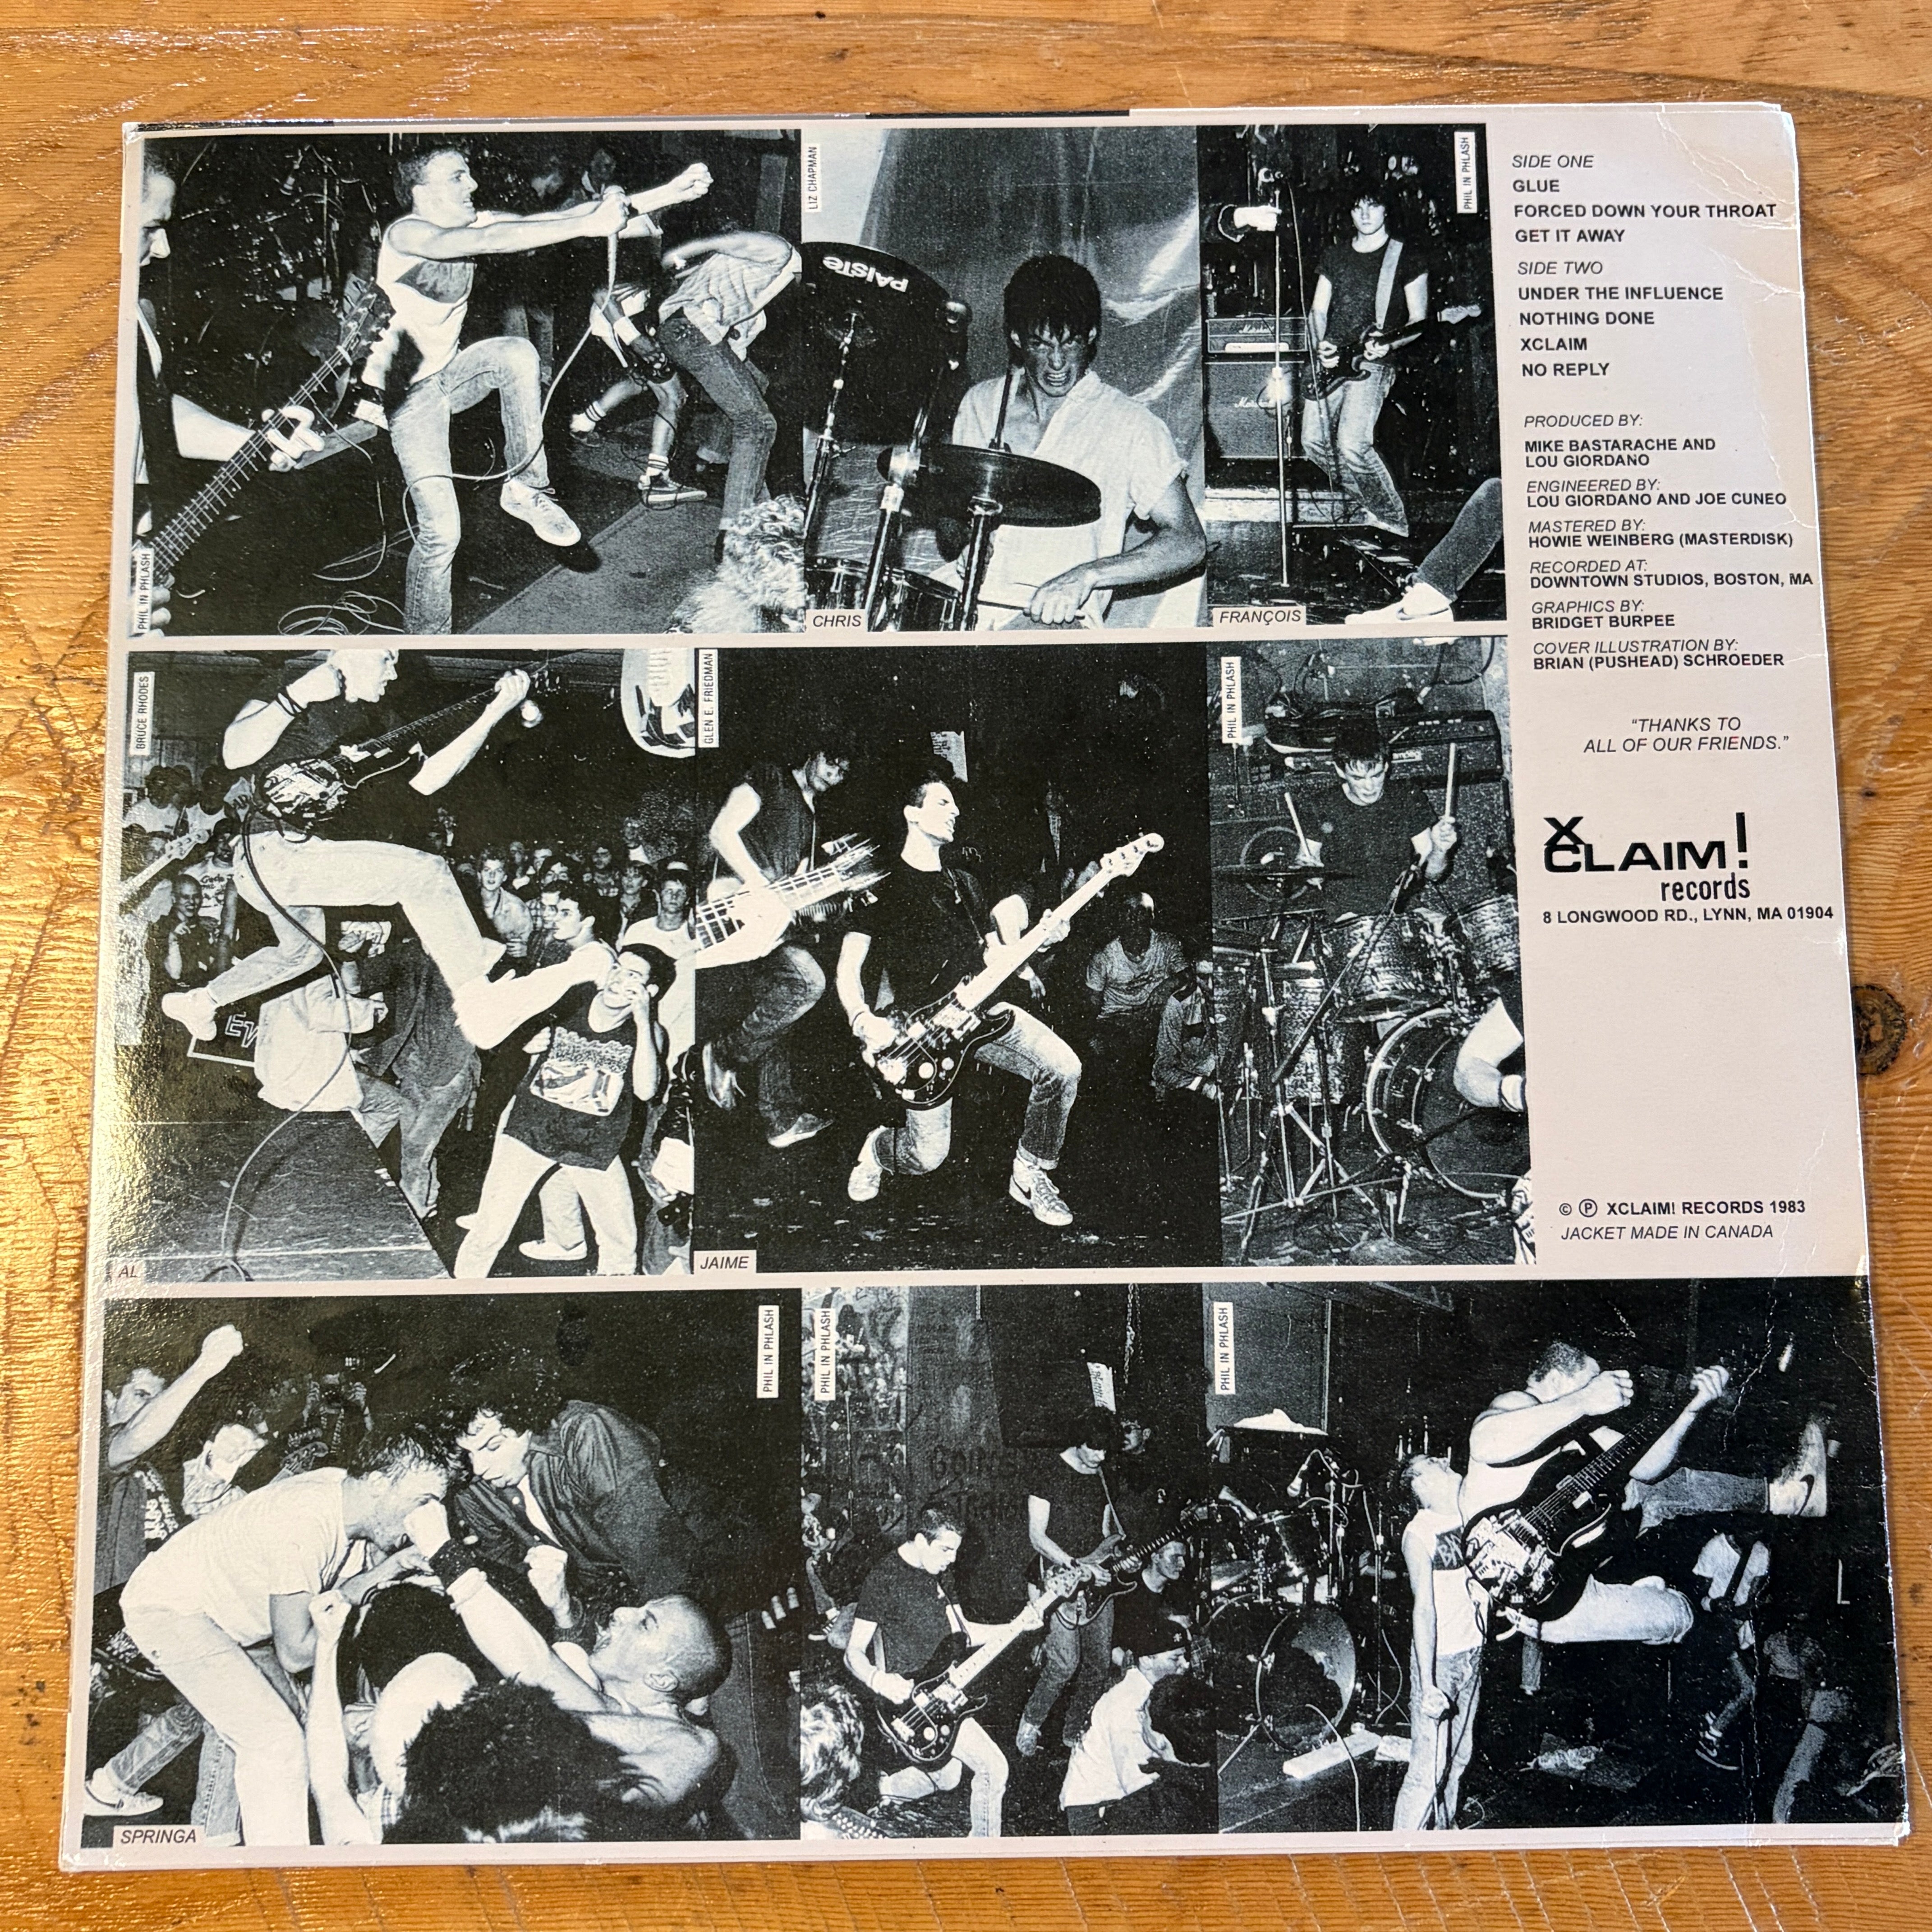 PHIL IN PHLASH
LIZ CHAPMAN
Paiste
CHRIS
PHIL IN PHLASH
Marshall
FRANÇOIS
BRUCE RHODES
AL
GLEN E. FRIEDMAN
JAIME
PHIL IN PHLASH
PHIL IN PHLASH
SPRINGA
PHIL IN PHLASH
PHIL IN PHLASH
SIDE ONE
GLUE
FORCED DOWN YOUR THROAT
GET IT AWAY
SIDE TWO
UNDER THE INFLUENCE
NOTHING DONE
XCLAIM
NO REPLY
PRODUCED BY:
MIKE BASTARACHE AND
LOU GIORDANO
ENGINEERED BY:
LOU GIORDANO AND JOE CUNEO
MASTERED BY:
HOWIE WEINBERG (MASTERDISK)
RECORDED AT:
DOWNTOWN STUDIOS, BOSTON, MA
GRAPHICS BY:
BRIDGET BURPEE
COVER ILLUSTRATION BY:
BRIAN (PUSHEAD) SCHROEDER
“THANKS TO
ALL OF OUR FRIENDS.”
XCLAIM!
records
8 LONGWOOD RD., LYNN, MA 01904
© ℗ XCLAIM! RECORDS 1983
JACKET MADE IN CANADA